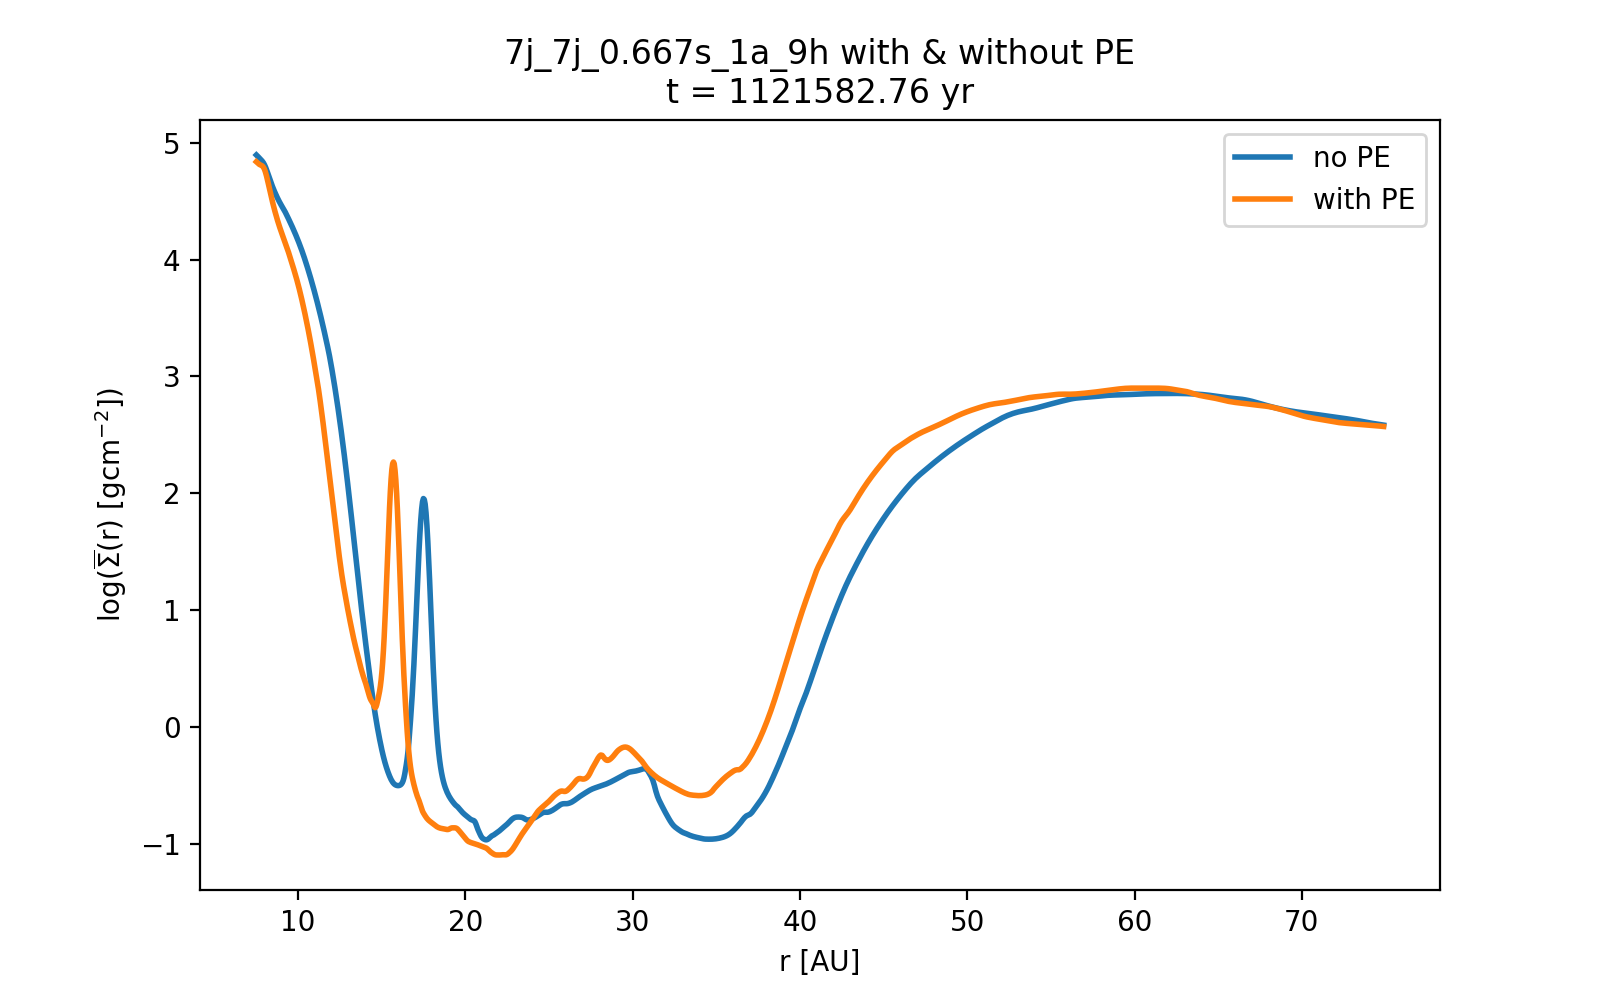 7j_7j_0.667s_1a_9h with & without PE
t = 1121582.76 yr
no PE
with PE
5
4
3
2
1
0
−1
log(Σ̅(r) [gcm⁻²])
10 20 30 40 50 60 70
r [AU]